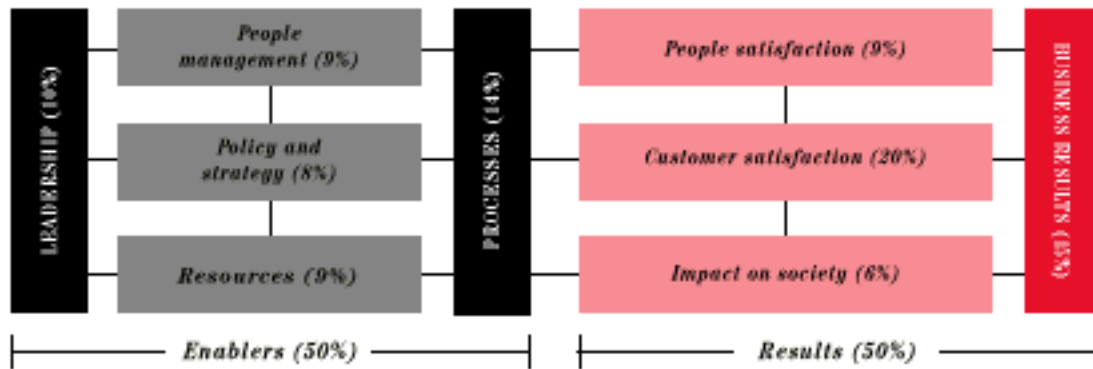 LEADERSHIP (10%)
People
management (9%)
Policy and
strategy (8%)
Resources (9%)
PROCESSES (14%)
People satisfaction (9%)
Customer satisfaction (20%)
Impact on society (6%)
BUSINESS RESULTS (15%)
Enablers (50%)
Results (50%)